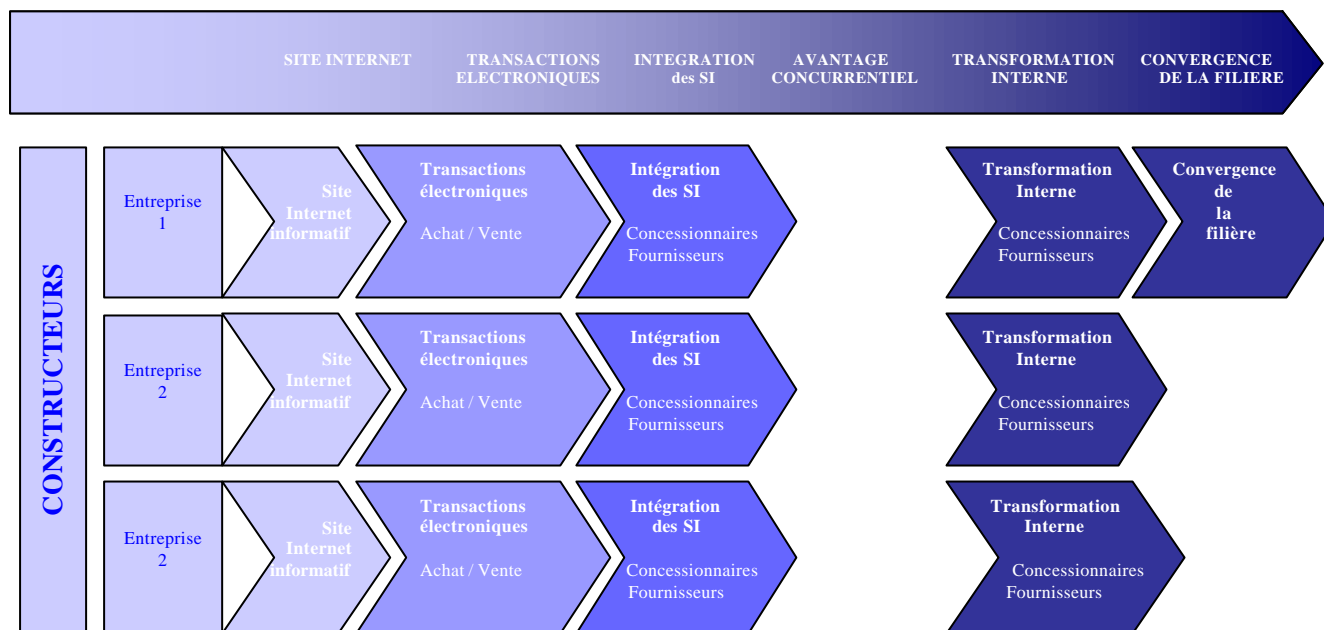 SITE INTERNET
TRANSACTIONS
ELECTRONIQUES
INTEGRATION
des SI
AVANTAGE
CONCURRENTIEL
TRANSFORMATION
INTERNE
CONVERGENCE
DE LA FILIERE
CONSTRUCTEURS
Entreprise
1
Site
Internet
informatif
Transactions
électroniques
Achat / Vente
Intégration
des SI
Concessionnaires
Fournisseurs
Transformation
Interne
Concessionnaires
Fournisseurs
Convergence
de
la
filière
Entreprise
2
Site
Internet
informatif
Transactions
électroniques
Achat / Vente
Intégration
des SI
Concessionnaires
Fournisseurs
Transformation
Interne
Concessionnaires
Fournisseurs
Entreprise
2
Site
Internet
informatif
Transactions
électroniques
Achat / Vente
Intégration
des SI
Concessionnaires
Fournisseurs
Transformation
Interne
Concessionnaires
Fournisseurs